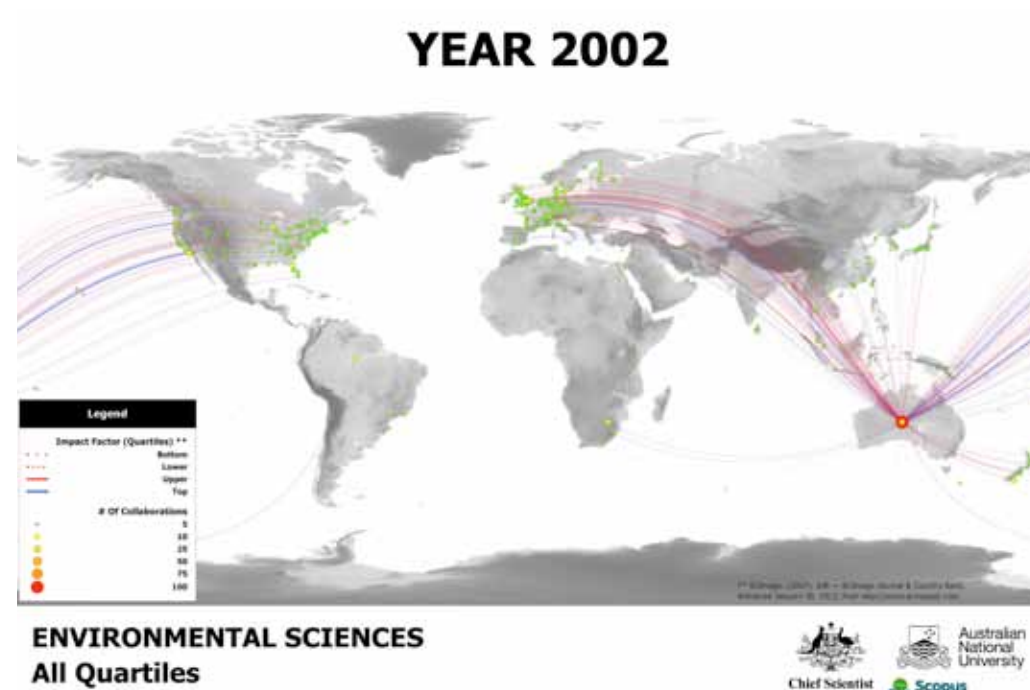 YEAR 2002
Legend
Impact Factor (Quartiles) **
Bottom
Lower
Upper
Top
# Of Collaborations
5
10
25
50
75
100
ENVIRONMENTAL SCIENCES
All Quartiles
Chief Scientist
Australian
National
University
Scopus